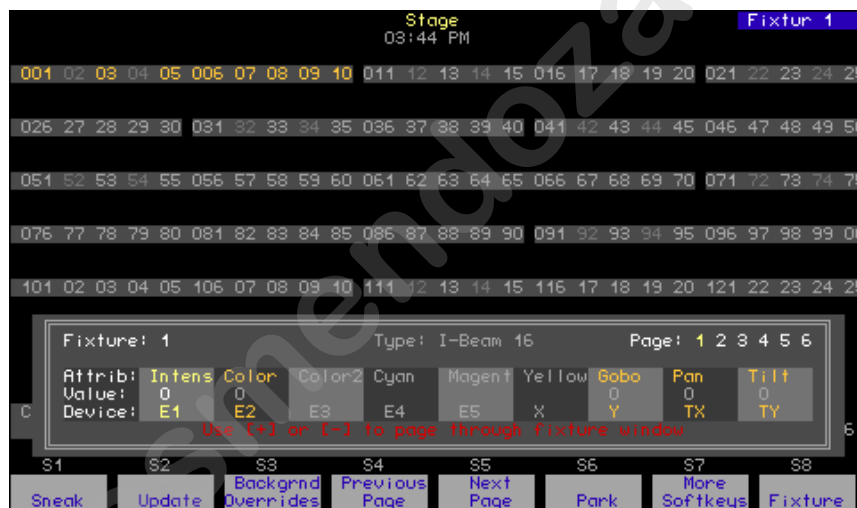 Stage
Fixtur 1
03:44 PM
001 02 03 04 05 006 07 08 09 10 011 12 13 14 15 016 17 18 19 20 021 22 23 24
026 27 28 29 30 031 32 33 34 35 036 37 38 39 40 041 42 43 44 45 046 47 48 49
051 52 53 54 55 056 57 58 59 60 061 62 63 64 65 066 67 68 69 70 071 72 73 74
076 77 78 79 80 081 82 83 84 85 086 87 88 89 90 091 92 93 94 95 096 97 98 99
101 02 03 04 05 106 07 08 09 10 111 12 13 14 15 116 17 18 19 20 121 22 23 24
Fixture: 1 Type: I-Beam 16 Page: 1 2 3 4 5 6
Attrib: Intens Color Color2 Cyan Magent Yellow Gobo Pan Tilt
Value: 0 0 0 0 0
Device: E1 E2 E3 E4 E5 X Y TX TY
C 6
Use [+] or [-] to page through fixture window
S1 S2 S3 S4 S5 S6 S7 S8
Sneak Update Backgrnd Overrides Previous Page Next Page Park More Softkeys Fixture